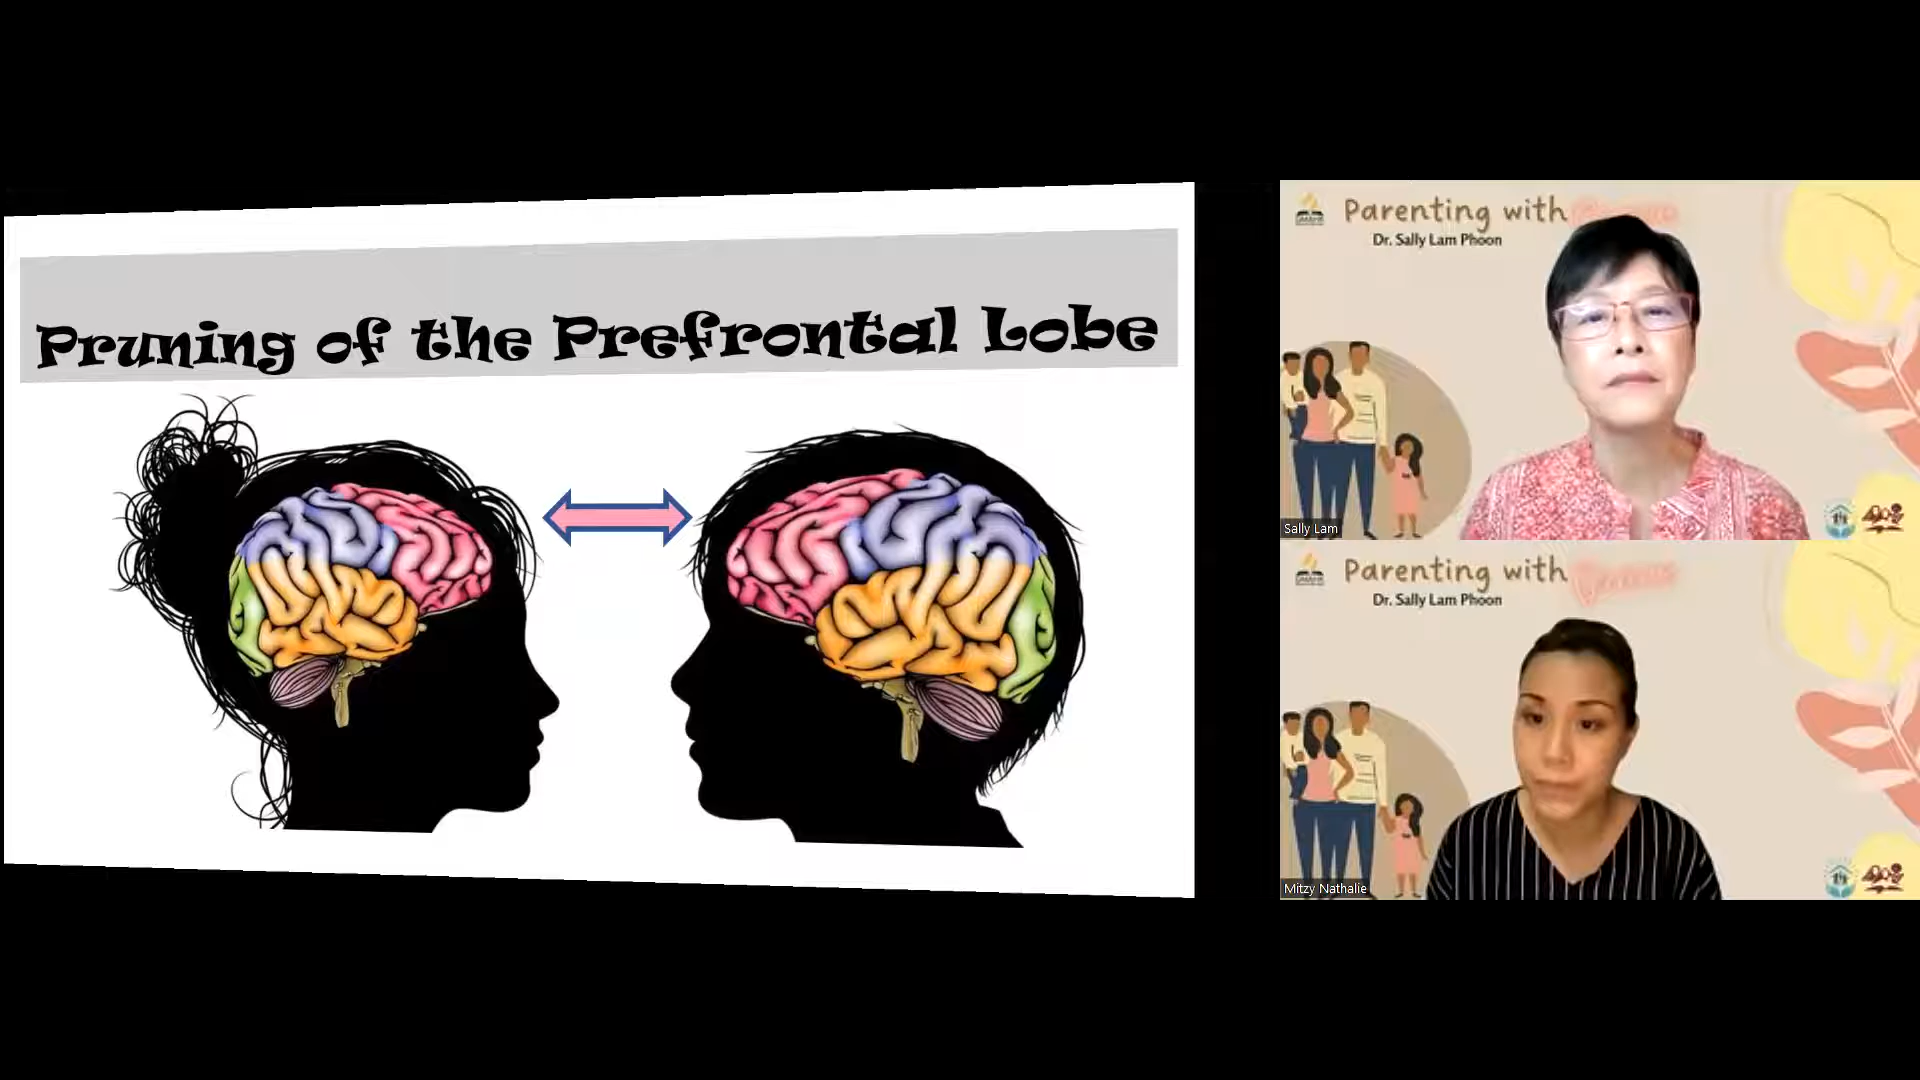 Pruning of the Prefrontal Lobe
Parenting with
Dr. Sally Lam Phoon
Sally Lam
Parenting with
Dr. Sally Lam Phoon
Mitzy Nathalie